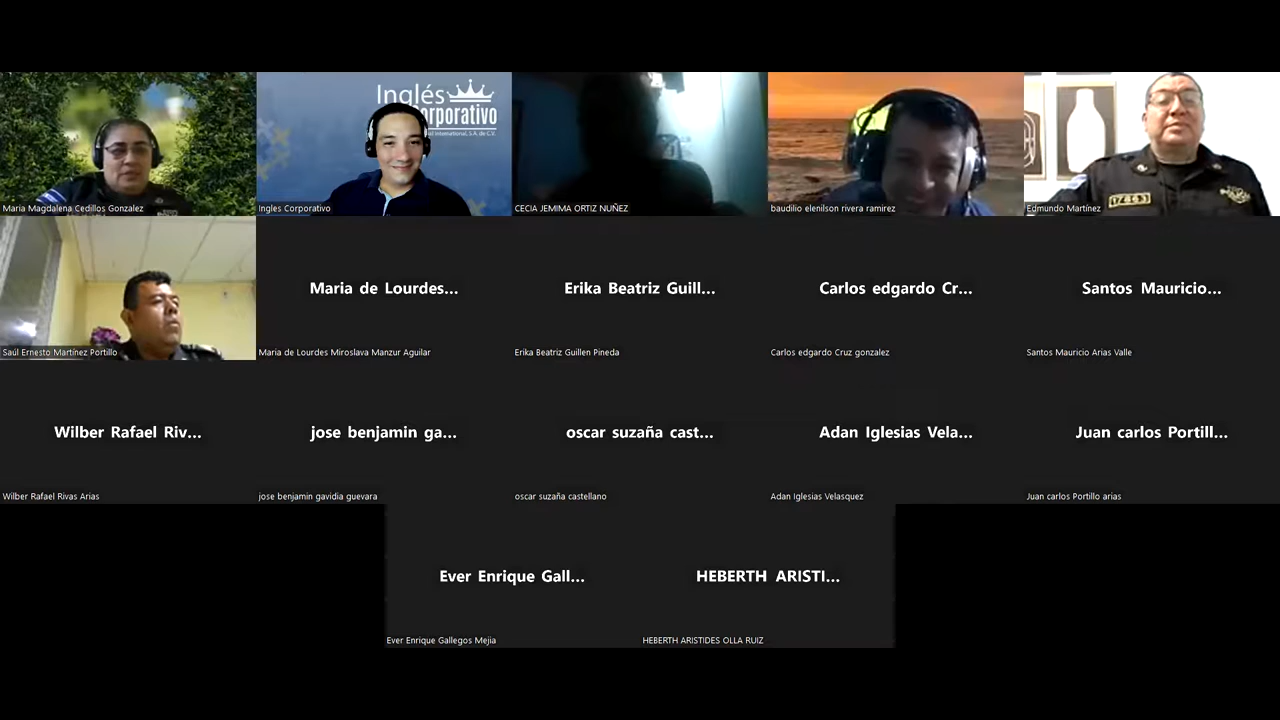 Inglés
Corporativo
Maria Magdalena Cedillos Gonzalez
Ingles Corporativo
CECIA JEMIMA ORTIZ NUÑEZ
baudilio elenilson rivera ramirez
17463
Edmundo Martínez
Saúl Ernesto Martínez Portillo
Maria de Lourdes...
Maria de Lourdes Miroslava Manzur Aguilar
Erika Beatriz Guill...
Erika Beatriz Guillen Pineda
Carlos edgardo Cr...
Carlos edgardo Cruz gonzalez
Santos Mauricio...
Santos Mauricio Arias Valle
Wilber Rafael Riv...
Wilber Rafael Rivas Arias
jose benjamin ga...
jose benjamin gavidia guevara
oscar suzaña cast...
oscar suzaña castellano
Adan Iglesias Vela...
Adan Iglesias Velasquez
Juan carlos Portill...
Juan carlos Portillo arias
Ever Enrique Gall...
Ever Enrique Gallegos Mejia
HEBERTH ARISTI...
HEBERTH ARISTIDES OLLA RUIZ